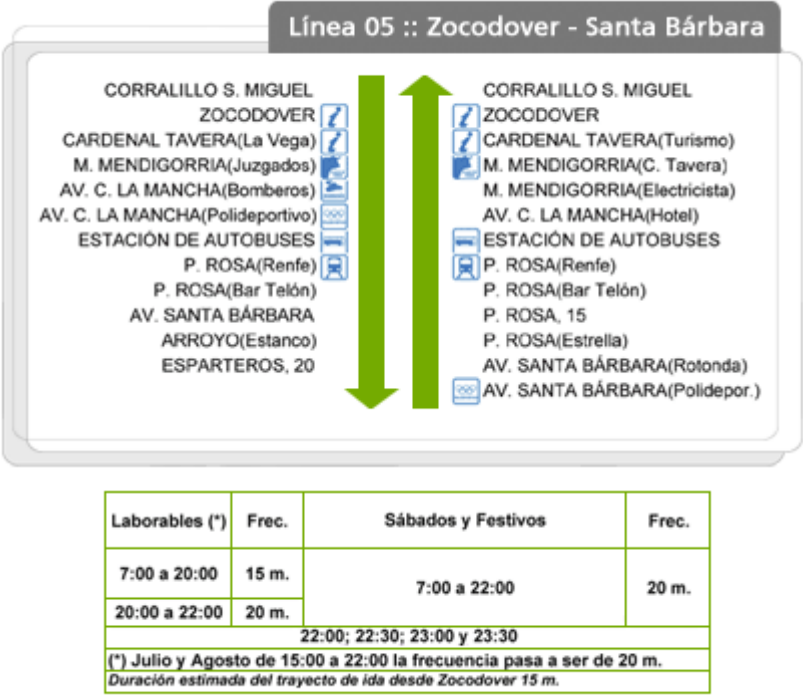 Línea 05 :: Zocodover - Santa Bárbara
CORRALILLO S. MIGUEL
ZOCODOVER
CARDENAL TAVERA(La Vega)
M. MENDIGORRIA(Juzgados)
AV. C. LA MANCHA(Bomberos)
AV. C. LA MANCHA(Polideportivo)
ESTACIÓN DE AUTOBUSES
P. ROSA(Renfe)
P. ROSA(Bar Telón)
AV. SANTA BÁRBARA
ARROYO(Estanco)
ESPARTEROS, 20
CORRALILLO S. MIGUEL
ZOCODOVER
CARDENAL TAVERA(Turismo)
M. MENDIGORRIA(C. Tavera)
M. MENDIGORRIA(Electricista)
AV. C. LA MANCHA(Hotel)
ESTACIÓN DE AUTOBUSES
P. ROSA(Renfe)
P. ROSA(Bar Telón)
P. ROSA, 15
P. ROSA(Estrella)
AV. SANTA BÁRBARA(Rotonda)
AV. SANTA BÁRBARA(Polidepor.)
Laborables (*) Frec. Sábados y Festivos Frec.
7:00 a 20:00 15 m. 7:00 a 22:00 20 m.
20:00 a 22:00 20 m.
22:00; 22:30; 23:00 y 23:30
(*) Julio y Agosto de 15:00 a 22:00 la frecuencia pasa a ser de 20 m.
Duración estimada del trayecto de ida desde Zocodover 15 m.